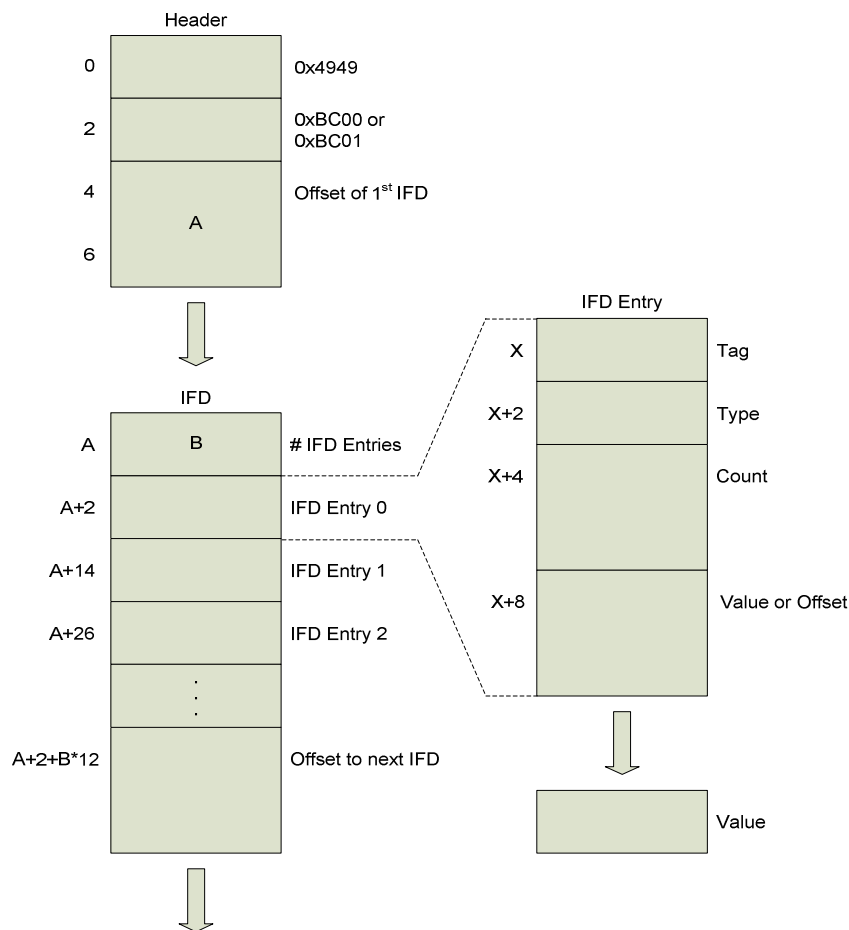 Header
0
0x4949
2
0xBC00 or
0xBC01
4
Offset of 1st IFD
A
6
IFD
A
B
# IFD Entries
A+2
IFD Entry 0
A+14
IFD Entry 1
A+26
IFD Entry 2
.
.
.
A+2+B*12
Offset to next IFD
IFD Entry
X
Tag
X+2
Type
X+4
Count
X+8
Value or Offset
Value